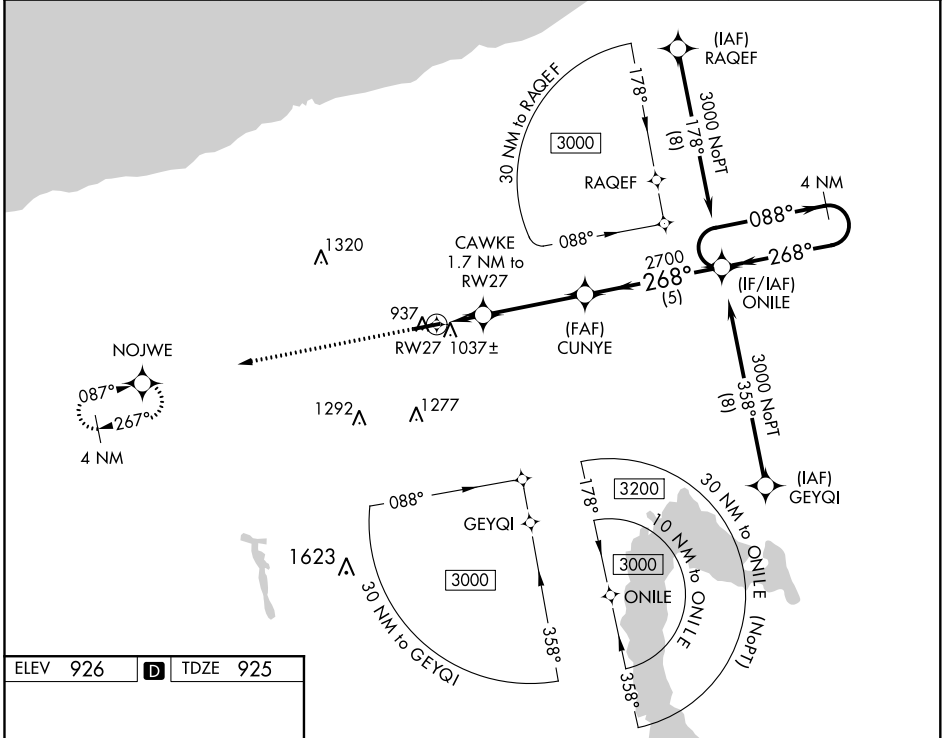 (IAF)
RAQEF
3000 NoPT
178°
(8)
30 NM to RAQEF
178°
3000
RAQEF
088°
4 NM
088°
268°
(IF/IAF)
ONILE
2700
268°
(5)
CAWKE
1.7 NM to
RW27
(FAF)
CUNYE
1320
937
RW27
1037±
NOJWE
087°
267°
4 NM
1292
1277
3000 NoPT
358°
(8)
(IAF)
GEYQI
088°
GEYQI
3000
358°
30 NM to GEYQI
1623
178°
3200
30 NM to ONILE (NoPT)
10 NM to ONILE
3000
ONILE
358°
ELEV 926 D TDZE 925